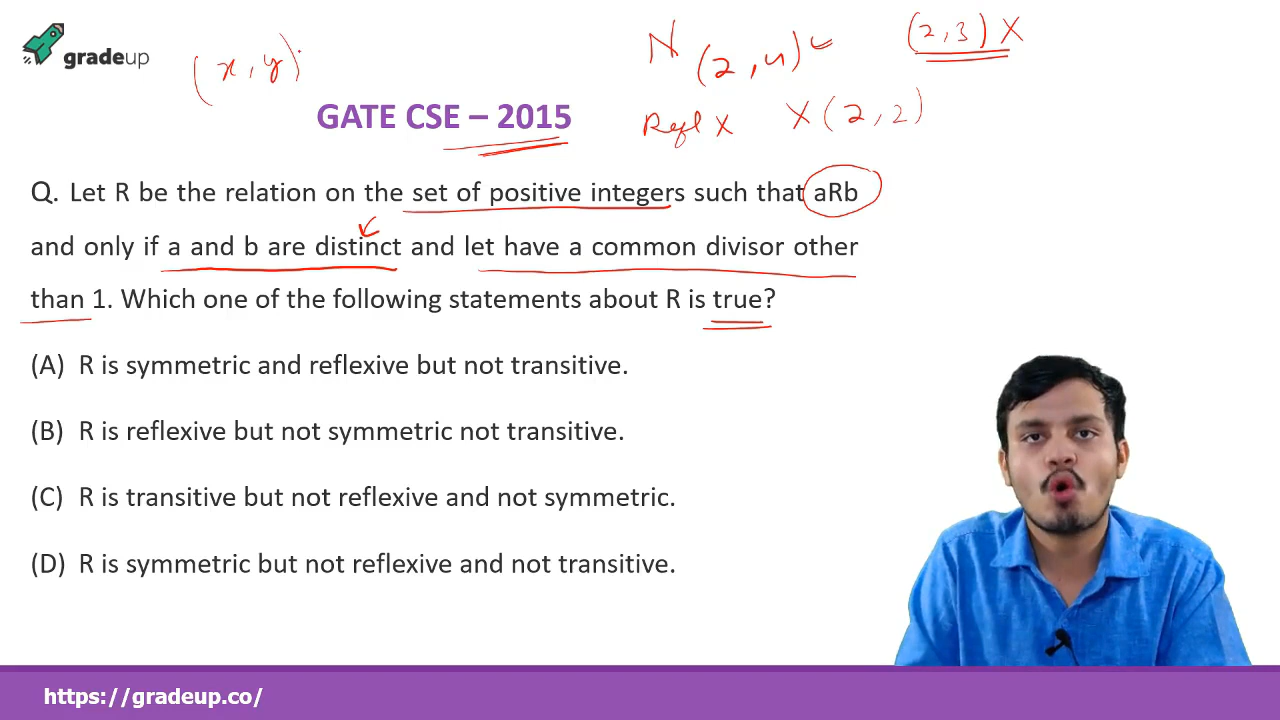 gradeup
(x, y)
N (2, 4) ✓ (2, 3) X
Refl X X (2, 2)
GATE CSE – 2015
Q. Let R be the relation on the set of positive integers such that aRb
and only if a and b are distinct and let have a common divisor other
than 1. Which one of the following statements about R is true?
(A) R is symmetric and reflexive but not transitive.
(B) R is reflexive but not symmetric not transitive.
(C) R is transitive but not reflexive and not symmetric.
(D) R is symmetric but not reflexive and not transitive.
https://gradeup.co/